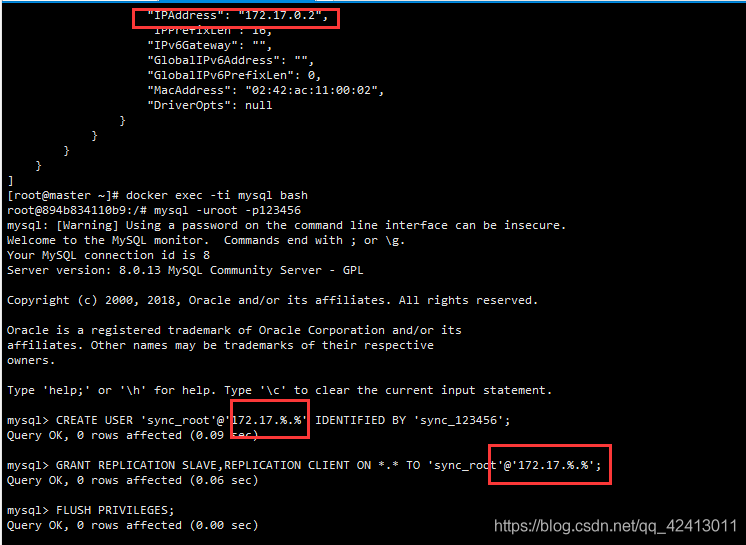 "IPAddress": "172.17.0.2",
"IPPrefixLen": 16,
"IPv6Gateway": "",
"GlobalIPv6Address": "",
"GlobalIPv6PrefixLen": 0,
"MacAddress": "02:42:ac:11:00:02",
"DriverOpts": null
}
}
}
}
]
[root@master ~]# docker exec -ti mysql bash
root@894b834110b9:/# mysql -uroot -p123456
mysql: [Warning] Using a password on the command line interface can be insecure.
Welcome to the MySQL monitor.  Commands end with ; or \g.
Your MySQL connection id is 8
Server version: 8.0.13 MySQL Community Server - GPL
Copyright (c) 2000, 2018, Oracle and/or its affiliates. All rights reserved.
Oracle is a registered trademark of Oracle Corporation and/or its
affiliates. Other names may be trademarks of their respective
owners.
Type 'help;' or '\h' for help. Type '\c' to clear the current input statement.
mysql> CREATE USER 'sync_root'@'172.17.%.%' IDENTIFIED BY 'sync_123456';
Query OK, 0 rows affected (0.09 sec)
mysql> GRANT REPLICATION SLAVE,REPLICATION CLIENT ON *.* TO 'sync_root'@'172.17.%.%';
Query OK, 0 rows affected (0.06 sec)
mysql> FLUSH PRIVILEGES;
Query OK, 0 rows affected (0.00 sec)
https://blog.csdn.net/qq_42413011